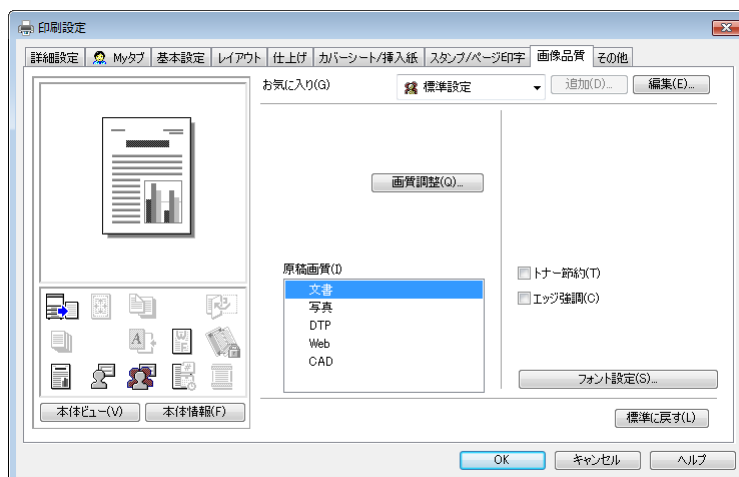 印刷設定
詳細設定 Myタブ 基本設定 レイアウト 仕上げ カバーシート/挿入紙 スタンプ/ページ印字 画像品質 その他
お気に入り(G) 標準設定 追加(D)... 編集(E)...
画質調整(Q)...
原稿画質(I)
文書
写真
DTP
Web
CAD
トナー節約(T)
エッジ強調(C)
フォント設定(S)...
本体ビュー(V) 本体情報(F)
標準に戻す(L)
OK キャンセル ヘルプ